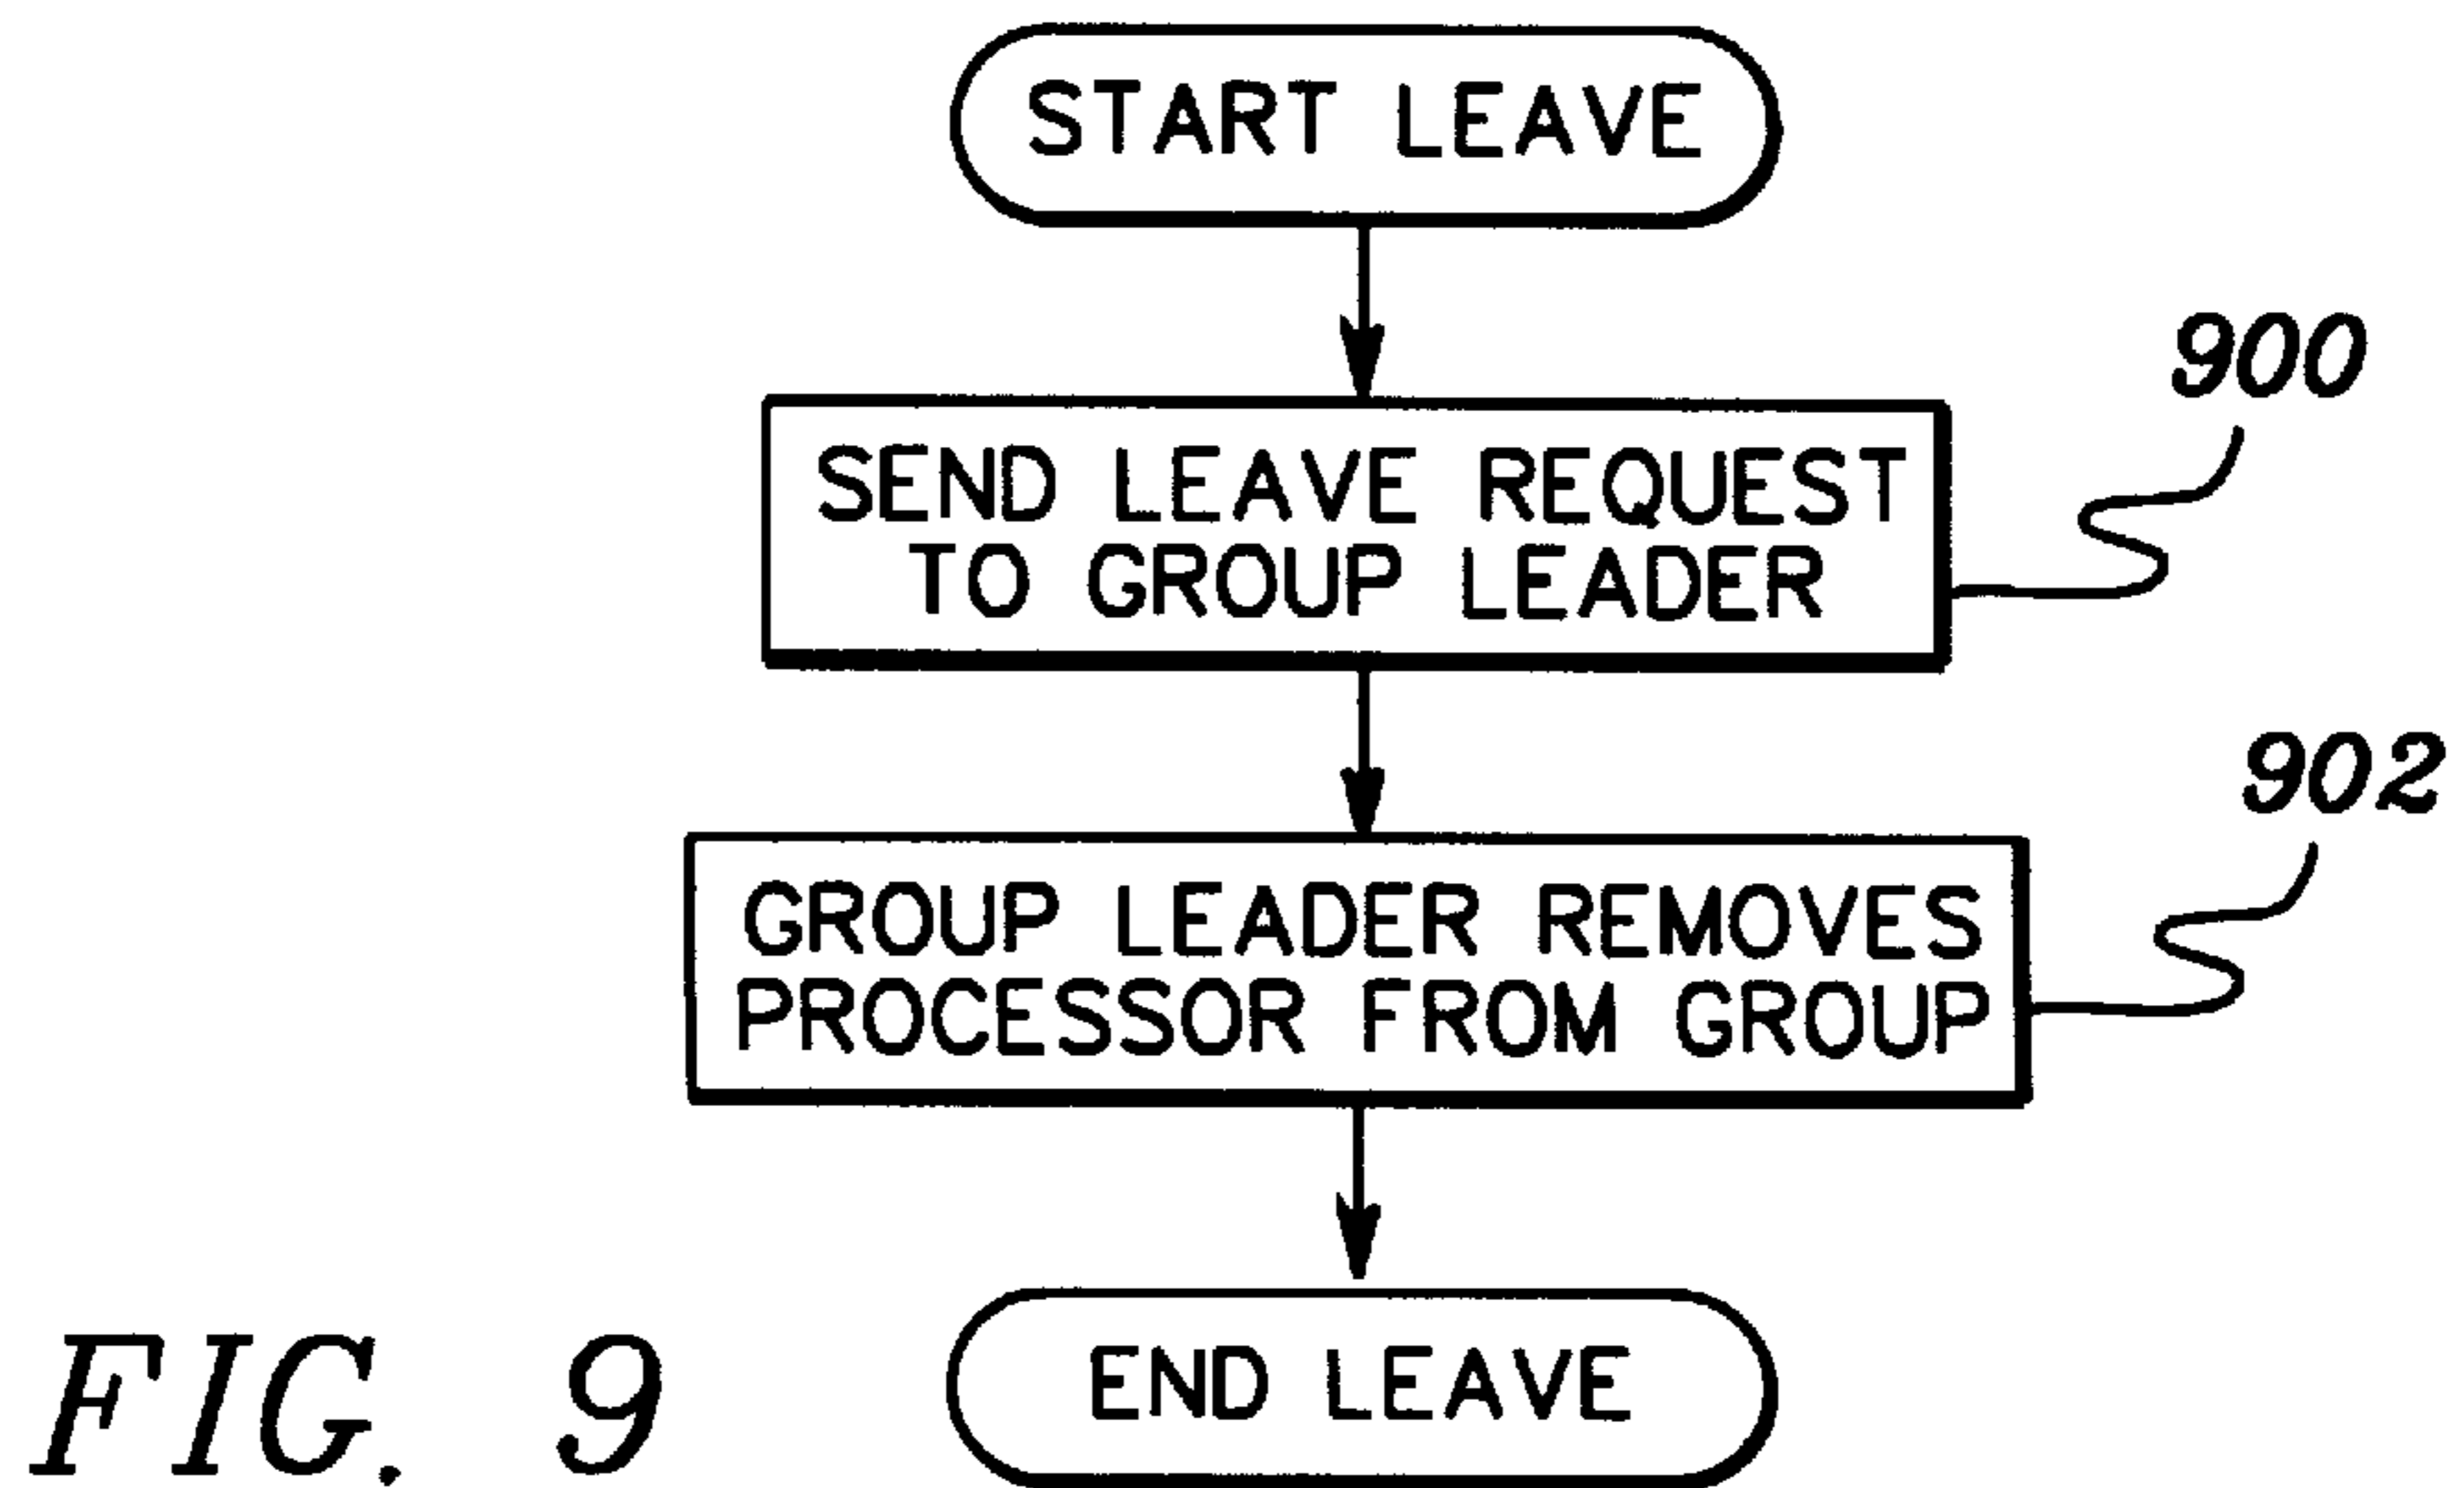 START LEAVE
900
SEND LEAVE REQUEST
TO GROUP LEADER
902
GROUP LEADER REMOVES
PROCESSOR FROM GROUP
END LEAVE
FIG. 9